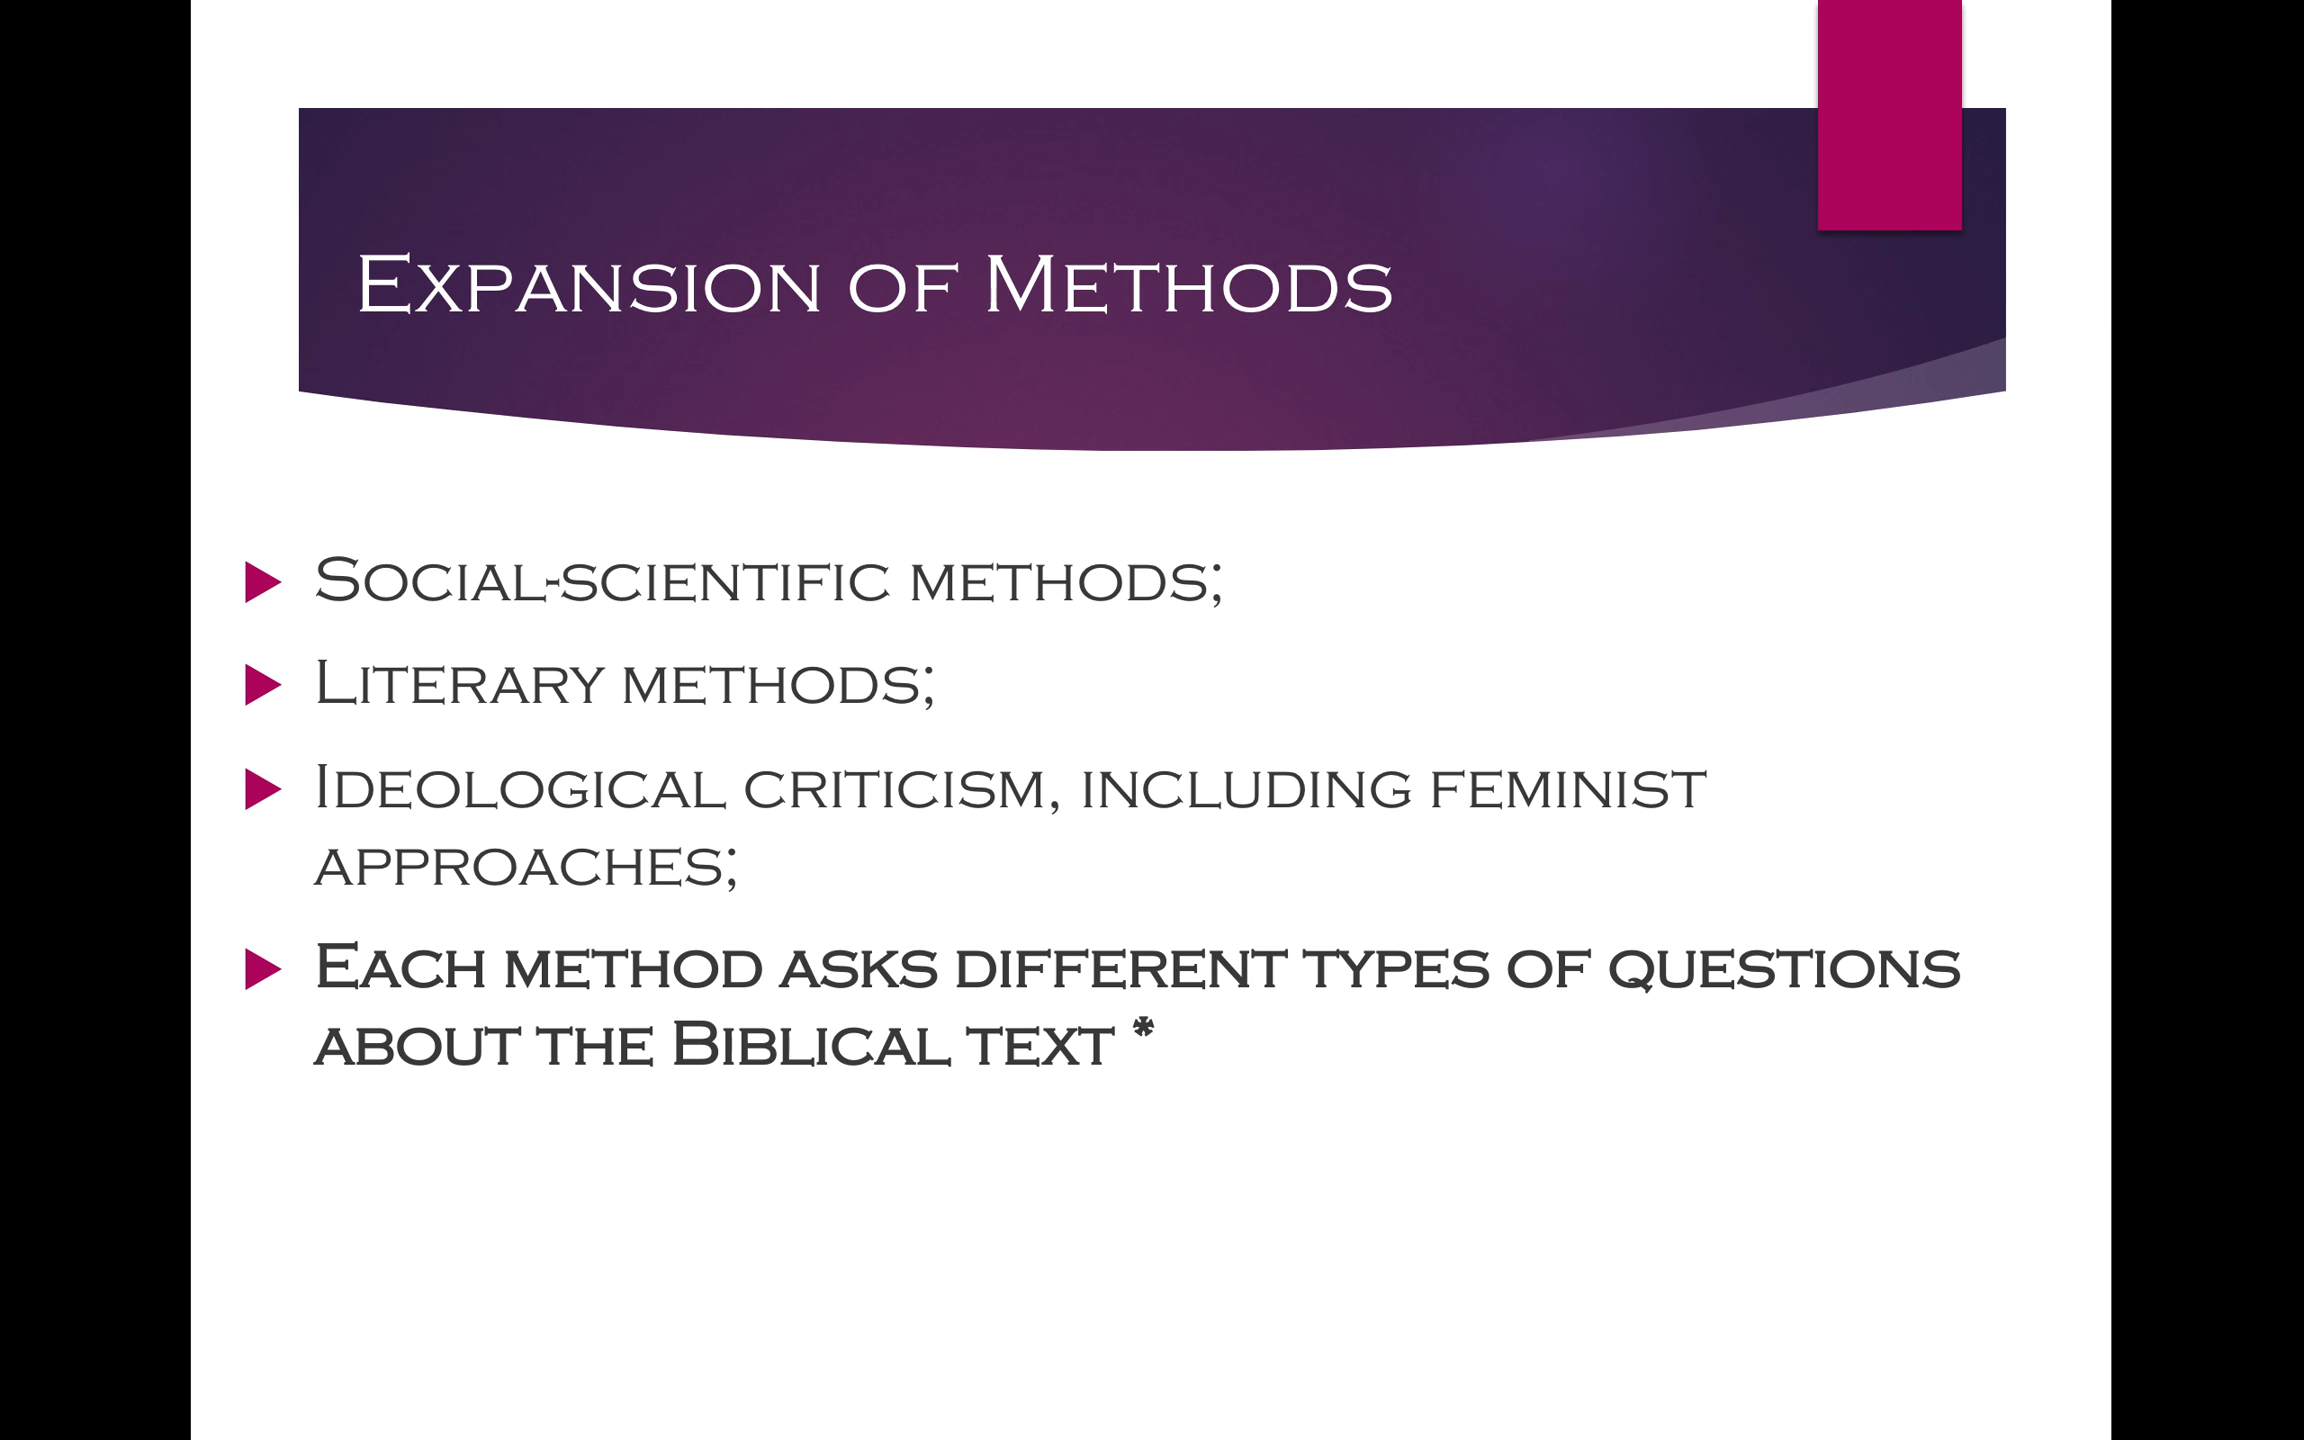 Expansion of Methods
Social-scientific methods;
Literary methods;
Ideological criticism, including feminist
approaches;
Each method asks different types of questions
about the Biblical text *